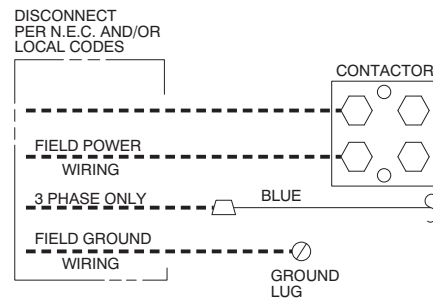 DISCONNECT
PER N.E.C. AND/OR
LOCAL CODES
CONTACTOR
FIELD POWER
WIRING
3 PHASE ONLY
BLUE
FIELD GROUND
WIRING
GROUND
LUG